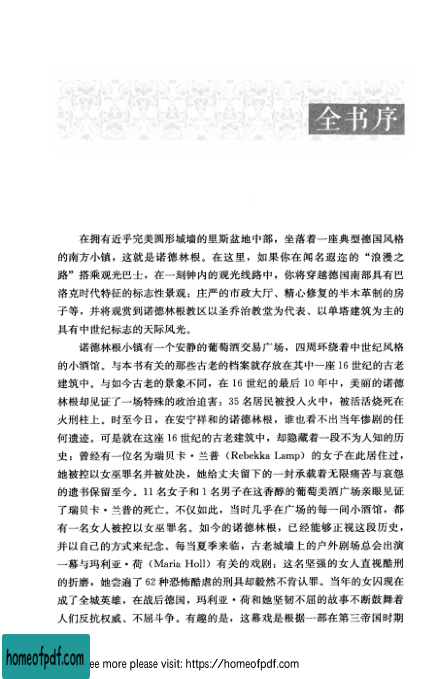 全书序
在拥有近乎完美圆形城墙的里斯盆地中部，坐落着一座典型德国风格
的南方小镇，这就是诺德林根。在这里，如果你在闻名遐迩的“浪漫之
路”搭乘观光巴士，在一刻钟内的观光线路中，你将穿越德国南部具有巴
洛克时代特征的标志性景观：庄严的市政大厅、精心修复的半木革制的房
子等，并将观赏到诺德林根教区以圣乔治教堂为代表、以单塔建筑为主的
具有中世纪标志的天际风光。
诺德林根小镇有一个安静的葡萄酒交易广场，四周环绕着中世纪风格
的小酒馆。与本书有关的那些古老的档案就存放在其中一座 16 世纪的古老
建筑中。与如今古老的景象不同，在 16 世纪的最后 10 年中，美丽的诺德
林根却见证了一场特殊的政治迫害：35 名居民被投入火中，被活活烧死在
火刑柱上。时至今日，在安宁祥和的诺德林根，谁也看不出当年惨剧的任
何遗迹。可是就在这座 16 世纪的古老建筑中，却隐藏着一段不为人知的历
史：曾经有一位名为瑞贝卡·兰普（Rebekka Lamp）的女子在此居住过，
她被控以女巫罪名并被处决，她给丈夫留下的一封承载着无限痛苦与哀怨
的遗书保留至今。11 名女子和 1 名男子在这香醇的葡萄美酒广场亲眼见证
了瑞贝卡·兰普的死亡。不仅如此，当时几乎在广场的每一间小酒馆，都
有一名女人被控以女巫罪名。如今的诺德林根，已经能够正视这段历史，
并以自己的方式来纪念。每当夏季来临，古老城墙上的户外剧场总会出演
一幕与玛利亚·荷（Maria Holl）有关的戏剧：这名坚强的女人直视酷刑
的折磨，她尝遍了 62 种恐怖酷虐的刑具却毅然不肯认罪。当年的女囚现在
成了全城英雄，在战后德国，玛利亚·荷和她坚韧不屈的故事不断鼓舞着
人们反抗权威、不屈斗争。有趣的是，这幕戏是根据一部在第三帝国时期
homeofpdf.com
ee more please visit: https://homeofpdf.com